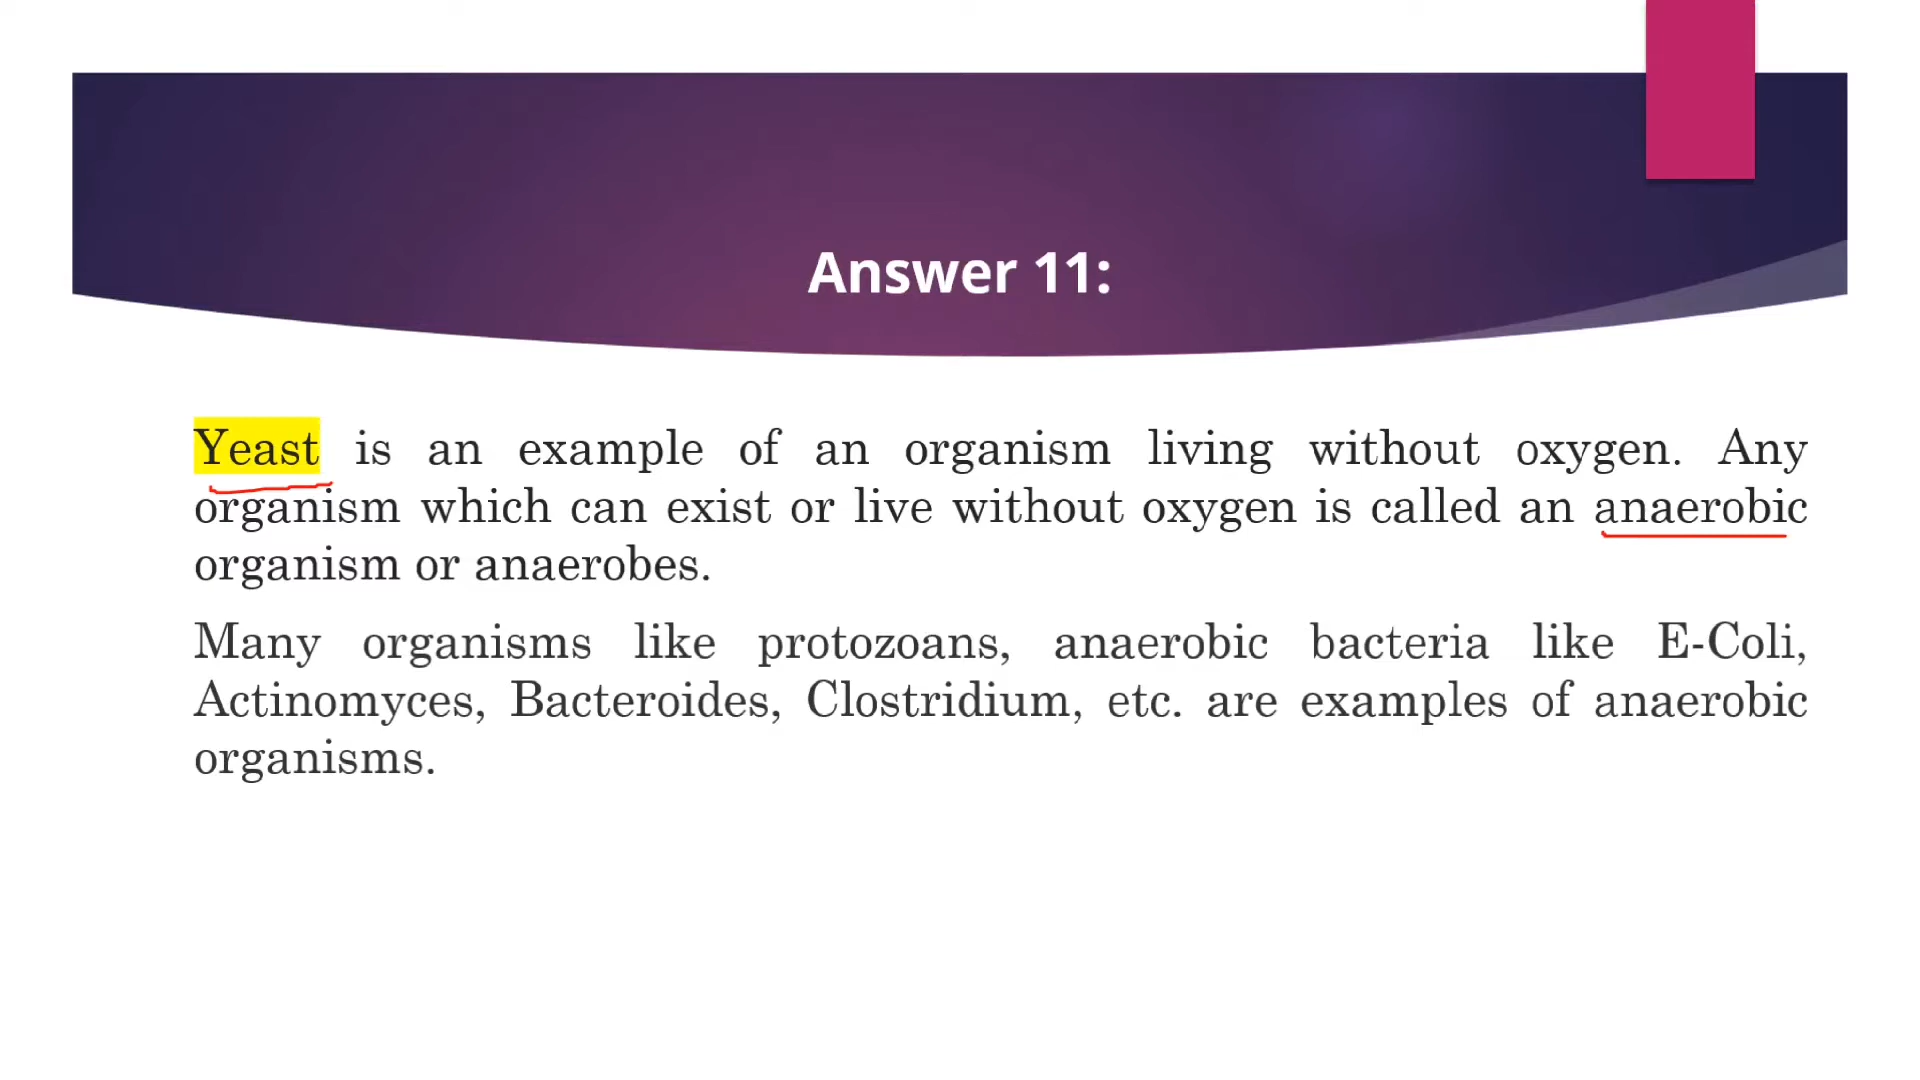 Answer 11:
Yeast is an example of an organism living without oxygen. Any
organism which can exist or live without oxygen is called an anaerobic
organism or anaerobes.
Many organisms like protozoans, anaerobic bacteria like E-Coli,
Actinomyces, Bacteroides, Clostridium, etc. are examples of anaerobic
organisms.